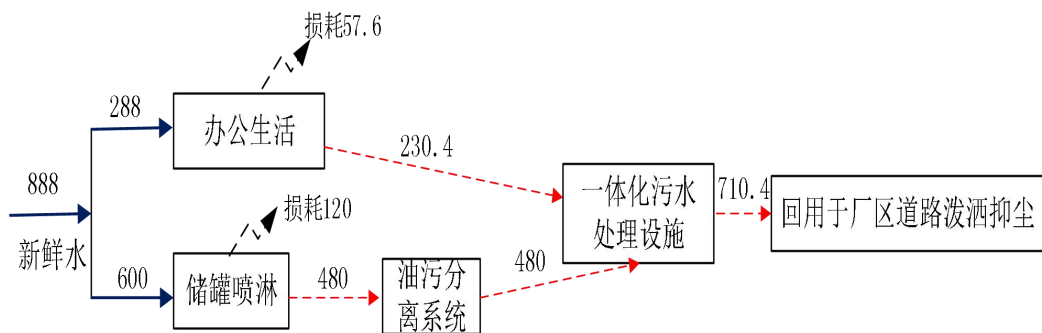 损耗57.6
288
办公生活
230.4
888
新鲜水
损耗120
一体化污水
处理设施
710.4
回用于厂区道路泼洒抑尘
600
储罐喷淋
480
油污分
离系统
480